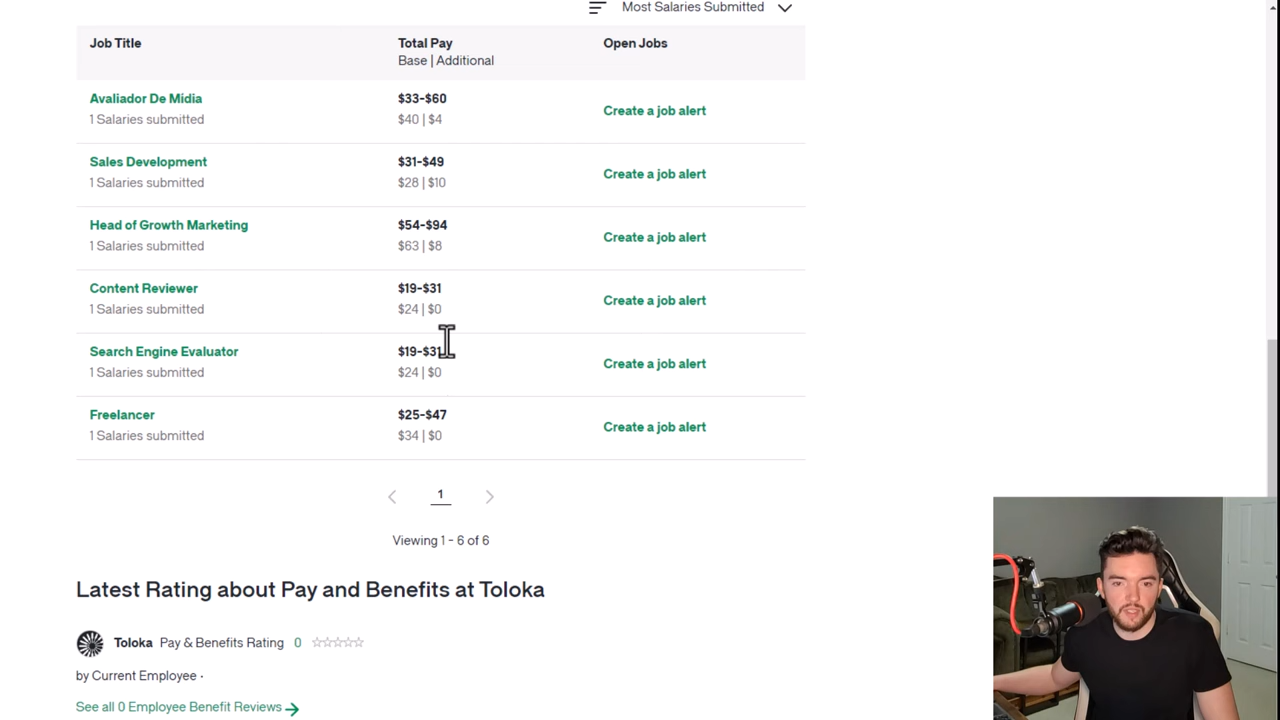 Most Salaries Submitted
Job Title Total Pay Open Jobs
Base | Additional
Avaliador De Midia $33-$60
1 Salaries submitted $40 | $4 Create a job alert
Sales Development $31-$49
1 Salaries submitted $28 | $10 Create a job alert
Head of Growth Marketing $54-$94
1 Salaries submitted $63 | $8 Create a job alert
Content Reviewer $19-$31
1 Salaries submitted $24 | $0 Create a job alert
Search Engine Evaluator $19-$31
1 Salaries submitted $24 | $0 Create a job alert
Freelancer $25-$47
1 Salaries submitted $34 | $0 Create a job alert
1
Viewing 1 - 6 of 6
Latest Rating about Pay and Benefits at Toloka
Toloka Pay & Benefits Rating 0
by Current Employee ·
See all 0 Employee Benefit Reviews